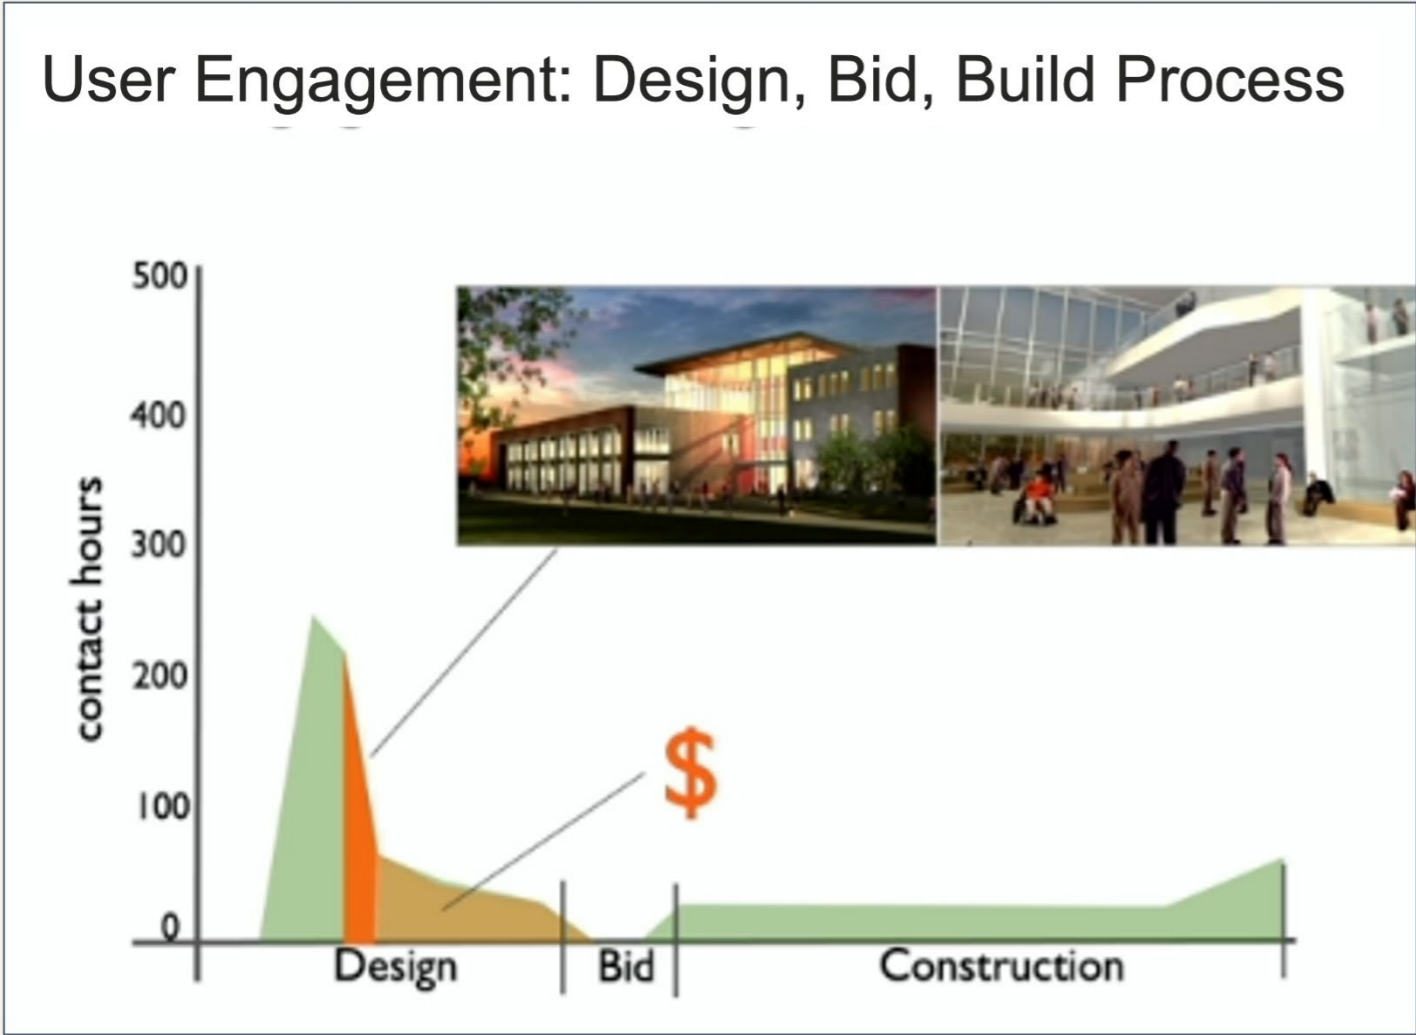 User Engagement: Design, Bid, Build Process
500
400
300
200
100
0
contact hours
$
Design
Bid
Construction